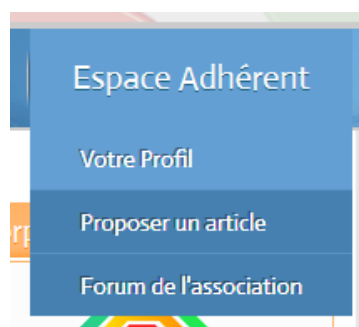 Espace Adhérent
Votre Profil
Proposer un article
Forum de l'association